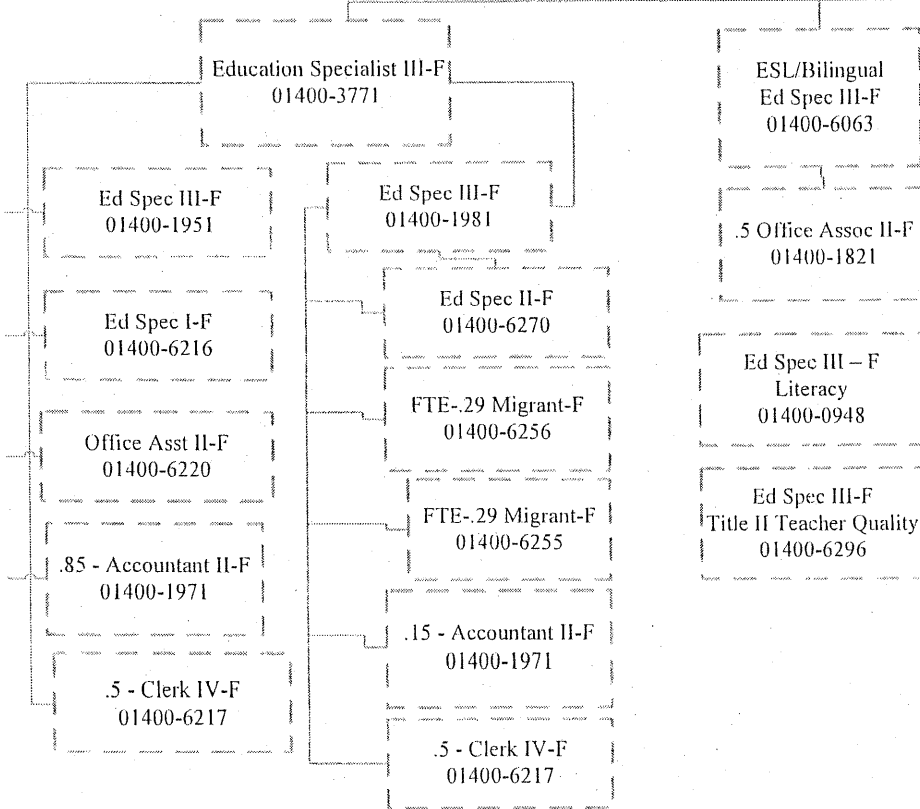 Education Specialist III-F
01400-3771
Ed Spec III-F
01400-1951
Ed Spec I-F
01400-6216
Office Asst II-F
01400-6220
.85 - Accountant II-F
01400-1971
.5 - Clerk IV-F
01400-6217
Ed Spec III-F
01400-1981
Ed Spec II-F
01400-6270
FTE-.29 Migrant-F
01400-6256
FTE-.29 Migrant-F
01400-6255
.15 - Accountant II-F
01400-1971
.5 - Clerk IV-F
01400-6217
ESL/Bilingual
Ed Spec III-F
01400-6063
.5 Office Assoc II-F
01400-1821
Ed Spec III – F
Literacy
01400-0948
Ed Spec III-F
Title II Teacher Quality
01400-6296